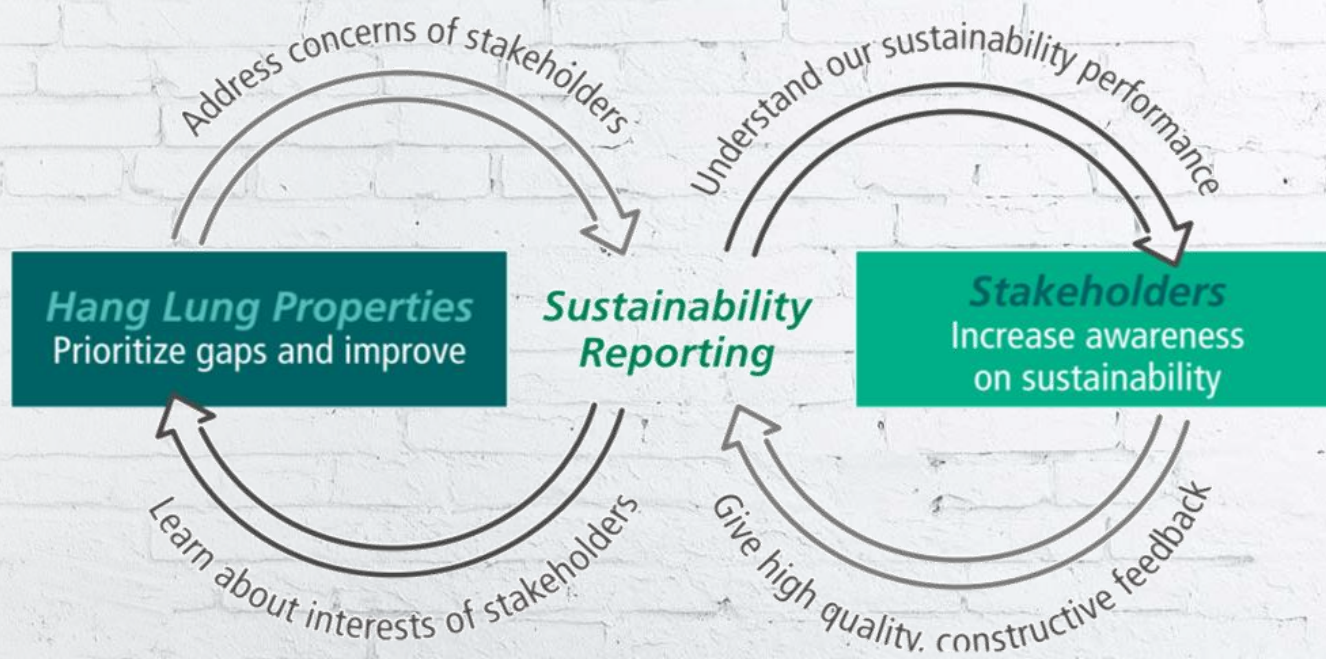 Address concerns of stakeholders
Understand our sustainability performance
Hang Lung Properties
Prioritize gaps and improve
Sustainability
Reporting
Stakeholders
Increase awareness
on sustainability
Learn about interests of stakeholders
Give high quality, constructive feedback